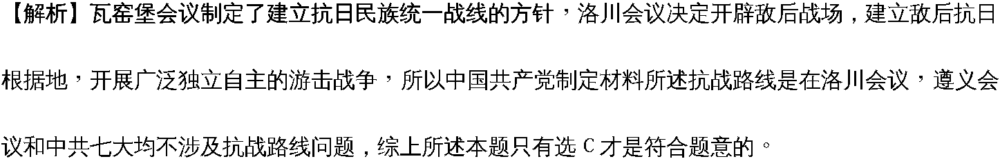 【解析】瓦窑堡会议制定了建立抗日民族统一战线的方针，洛川会议决定开辟敌后战场，建立敌后抗日
根据地，开展广泛独立自主的游击战争，所以中国共产党制定材料所述抗战路线是在洛川会议，遵义会
议和中共七大均不涉及抗战路线问题，综上所述本题只有选C才是符合题意的。